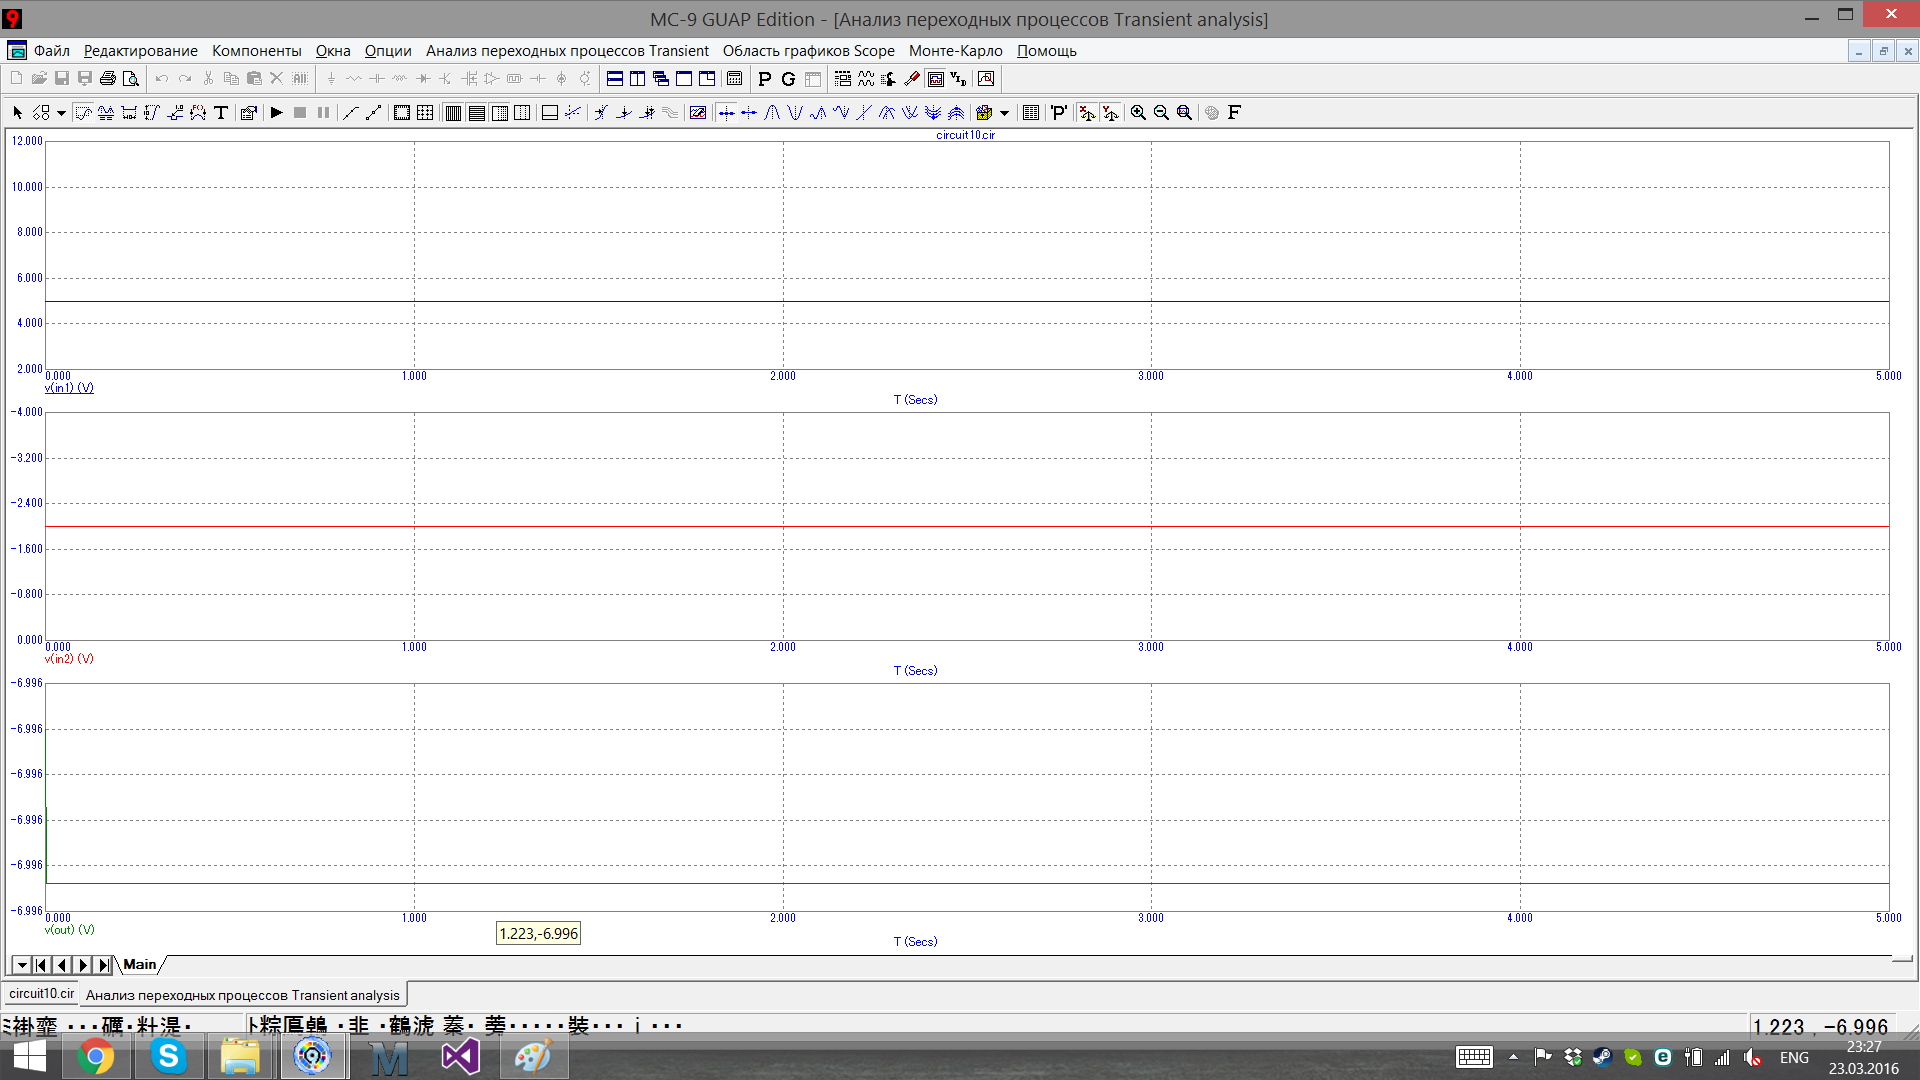 MC-9 GUAP Edition - [Анализ переходных процессов Transient analysis]
Файл Редактирование Компоненты Окна Опции Анализ переходных процессов Transient Область графиков Scope Монте-Карло Помощь
circuit10.cir
12.000
10.000
8.000
6.000
4.000
2.000
0.000 1.000 2.000 3.000 4.000 5.000
v(in1) (V)
T (Secs)
-4.000
-3.200
-2.400
-1.600
-0.800
0.000
0.000 1.000 2.000 3.000 4.000 5.000
v(in2) (V)
T (Secs)
-6.996
-6.996
-6.996
-6.996
-6.996
-6.996
0.000 1.000 2.000 3.000 4.000 5.000
v(out) (V)
1.223,-6.996
T (Secs)
Main
circuit10.cir Анализ переходных процессов Transient analysis
1.223 , -6.996
ENG
23:27
23.03.2016